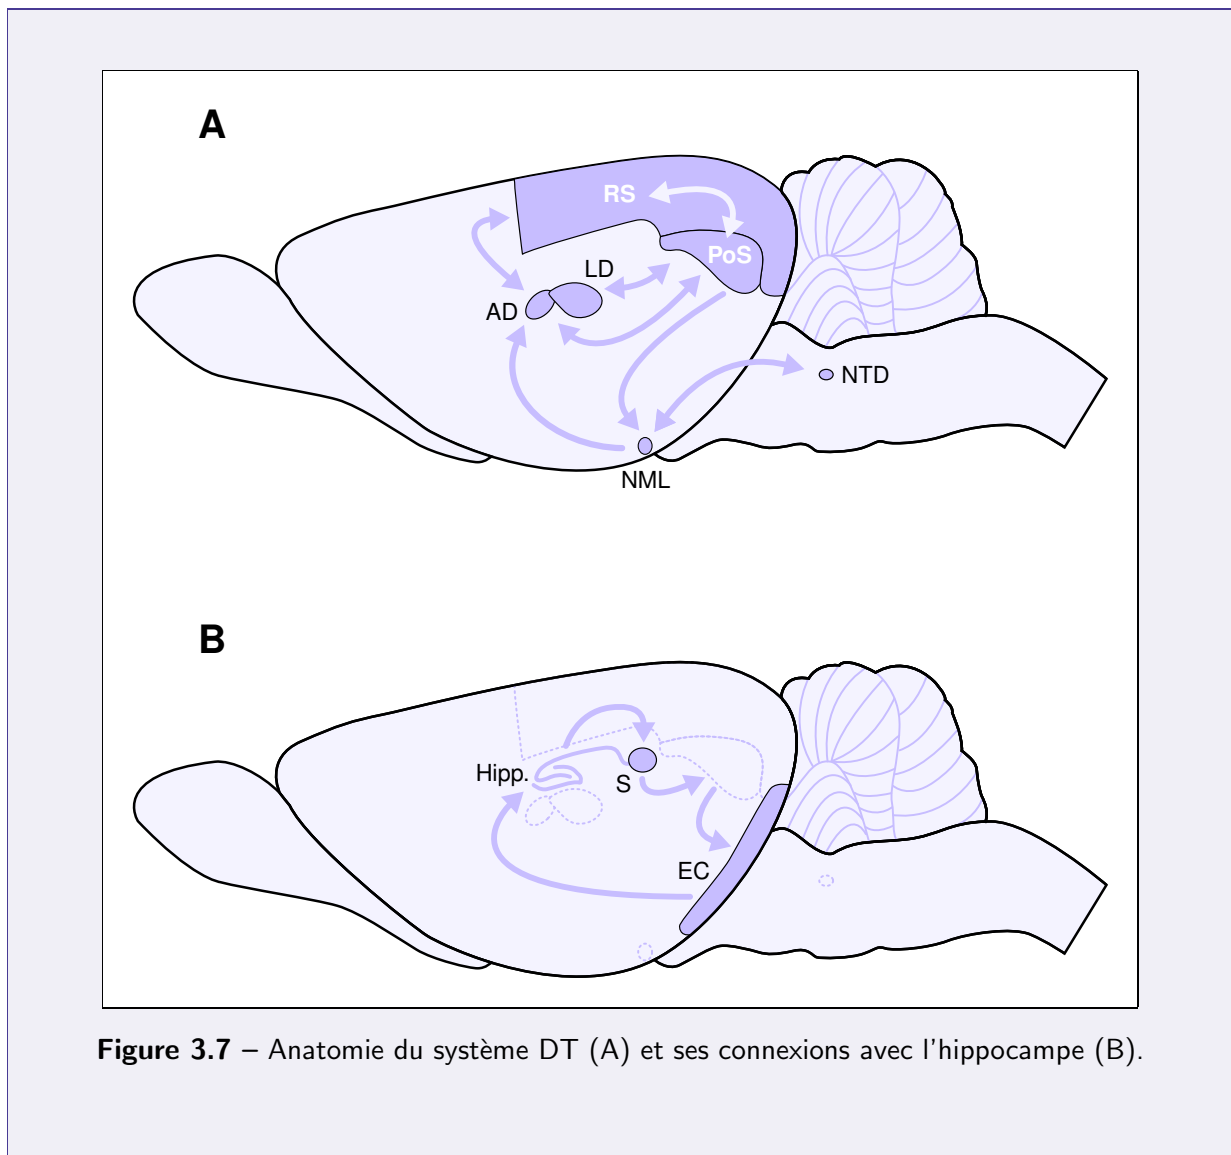 A
RS
PoS
LD
AD
NTD
NML
B
Hipp.
S
EC
Figure 3.7 – Anatomie du système DT (A) et ses connexions avec l'hippocampe (B).